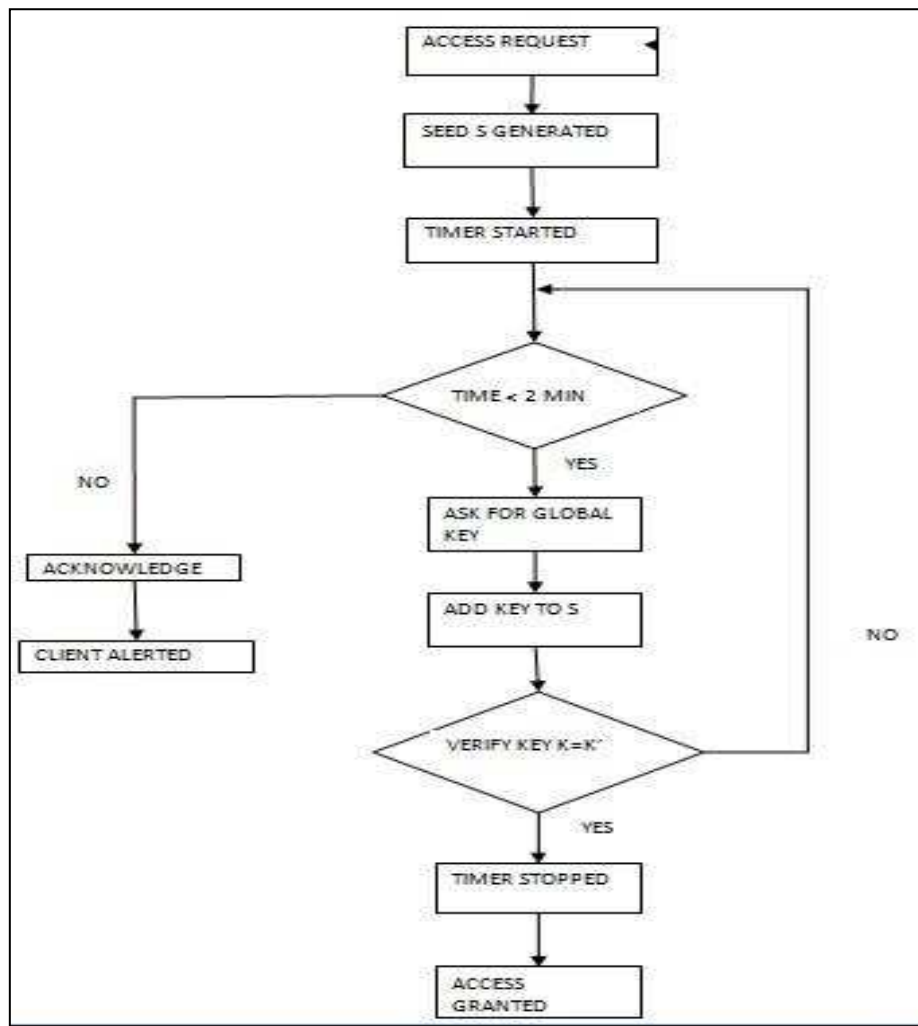 ACCESS REQUEST
SEED S GENERATED
TIMER STARTED
TIME < 2 MIN
YES
NO
ASK FOR GLOBAL
KEY
ACKNOWLEDGE
ADD KEY TO S
NO
CLIENT ALERTED
VERIFY KEY K=K'
YES
TIMER STOPPED
ACCESS
GRANTED